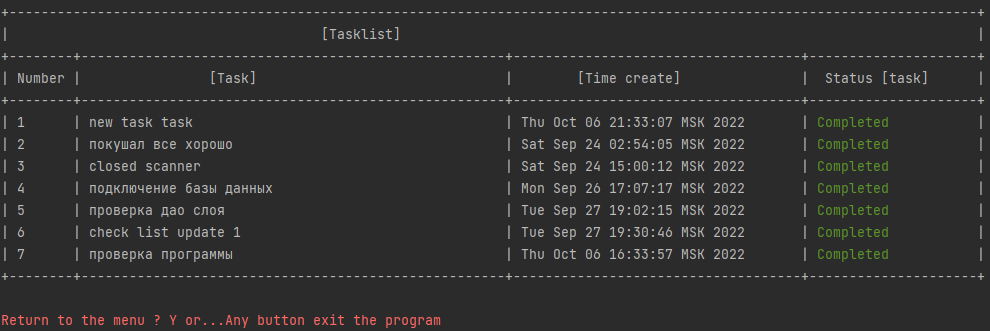 [Tasklist]
Number | [Task] | [Time create] | Status [task]
1 | new task task | Thu Oct 06 21:33:07 MSK 2022 | Completed
2 | покушал все хорошо | Sat Sep 24 02:54:05 MSK 2022 | Completed
3 | closed scanner | Sat Sep 24 15:00:12 MSK 2022 | Completed
4 | подключение базы данных | Mon Sep 26 17:07:17 MSK 2022 | Completed
5 | проверка дао слоя | Tue Sep 27 19:02:15 MSK 2022 | Completed
6 | check list update 1 | Tue Sep 27 19:30:46 MSK 2022 | Completed
7 | проверка программы | Thu Oct 06 16:33:57 MSK 2022 | Completed
Return to the menu ? Y or...Any button exit the program